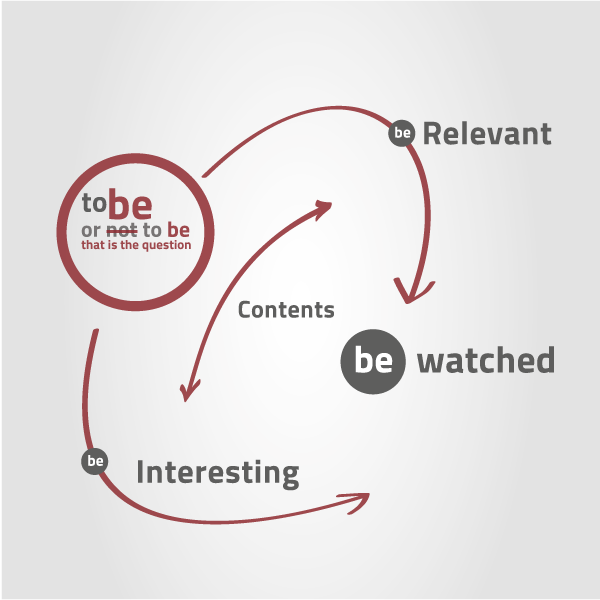 be Relevant
to be
or not to be
that is the question
Contents
be watched
be
Interesting